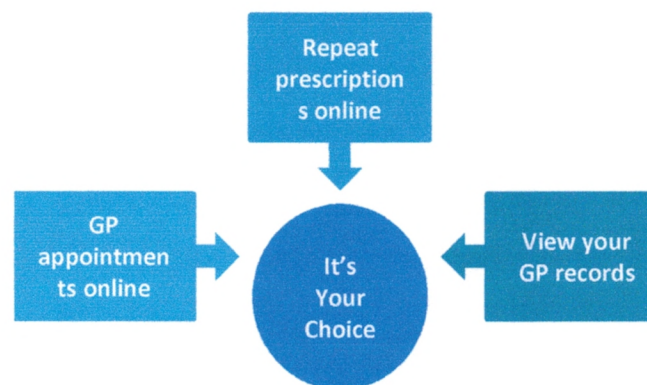 Repeat
prescription
s online
GP
appointmen
ts online
It's
Your
Choice
View your
GP records